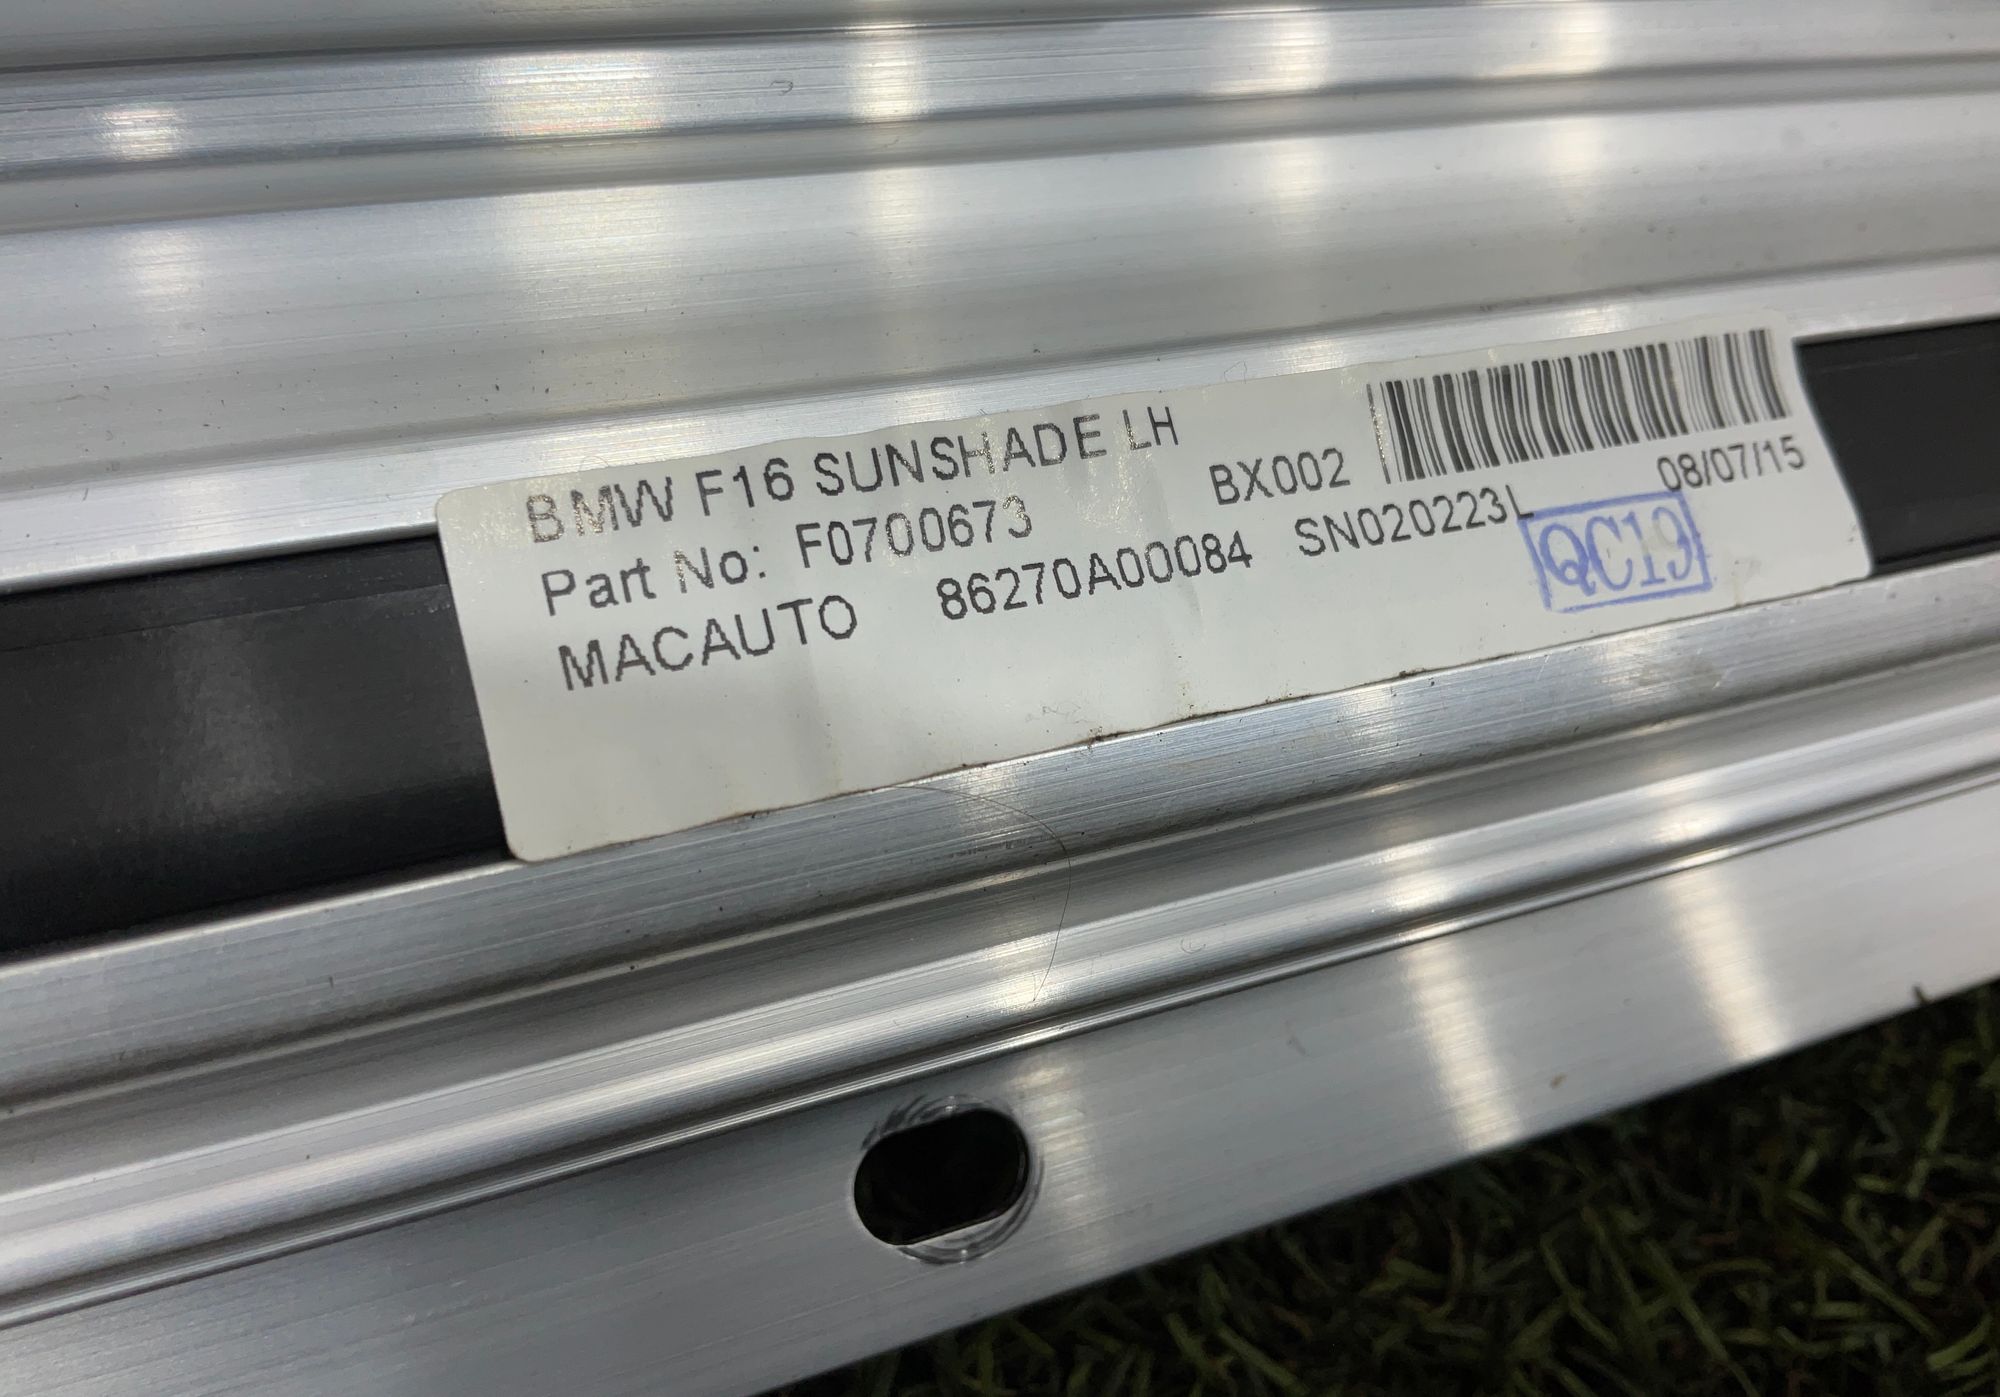 BMW F16 SUNSHADE LH
Part No: F0700673 BX002
MACAUTO 86270A00084 SN020223L 08/07/15
QC19